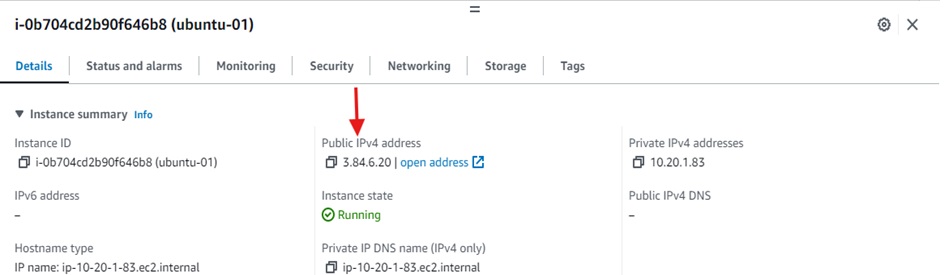 i-0b704cd2b90f646b8 (ubuntu-01)
Details
Status and alarms
Monitoring
Security
Networking
Storage
Tags
Instance summary Info
Instance ID
i-0b704cd2b90f646b8 (ubuntu-01)
Public IPv4 address
3.84.6.20 | open address
Private IPv4 addresses
10.20.1.83
IPv6 address
–
Instance state
Running
Public IPv4 DNS
–
Hostname type
IP name: ip-10-20-1-83.ec2.internal
Private IP DNS name (IPv4 only)
ip-10-20-1-83.ec2.internal